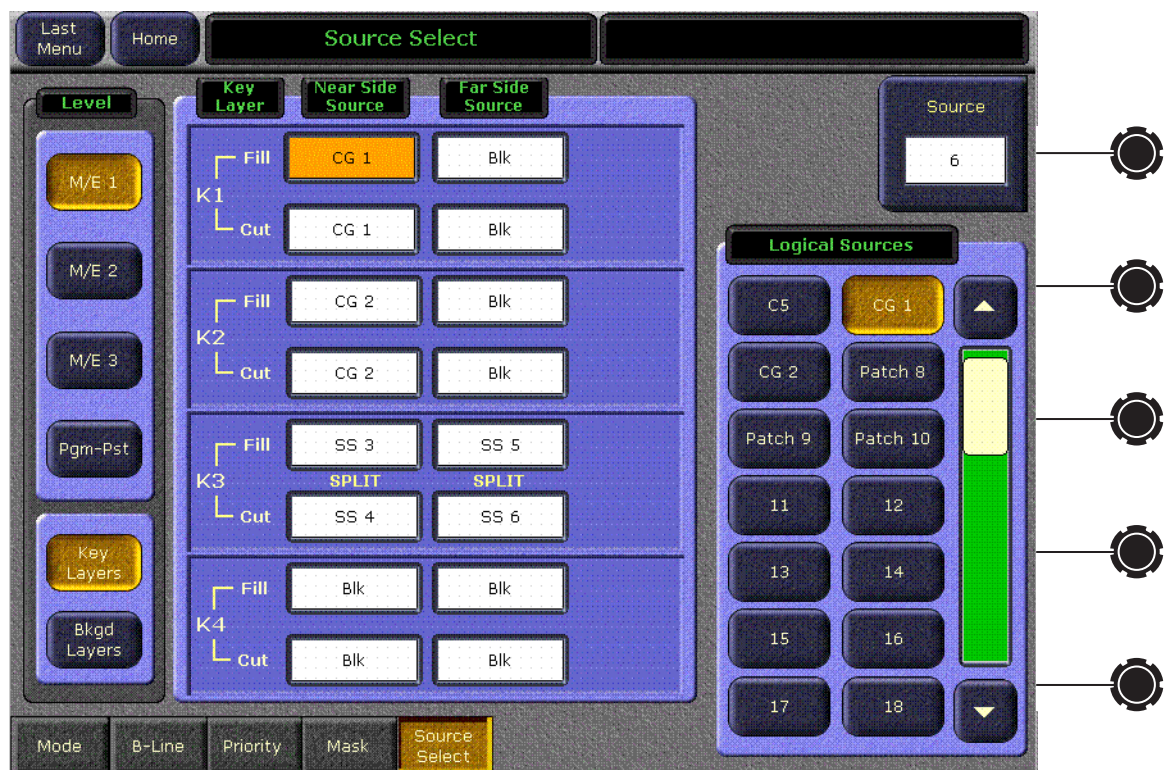 Last
Menu
Home
Source Select
Level
M/E 1
M/E 2
M/E 3
Pgm-Pst
Key
Layers
Bkgd
Layers
Key
Layer
Near Side
Source
Far Side
Source
K1
Fill
CG 1
Blk
Cut
CG 1
Blk
K2
Fill
CG 2
Blk
Cut
CG 2
Blk
K3
Fill
SS 3
SS 5
SPLIT
SPLIT
Cut
SS 4
SS 6
K4
Fill
Blk
Blk
Cut
Blk
Blk
Source
6
Logical Sources
C5
CG 1
CG 2
Patch 8
Patch 9
Patch 10
11
12
13
14
15
16
17
18
Mode
B-Line
Priority
Mask
Source
Select